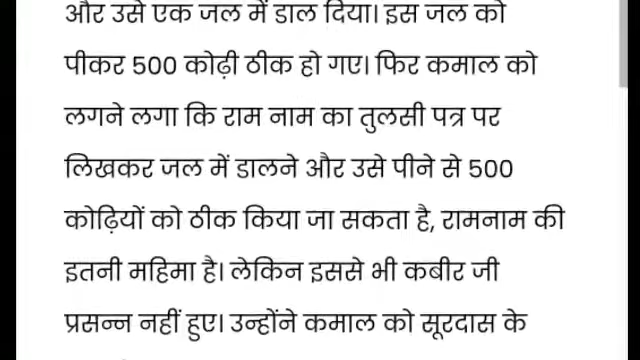 और उसे एक जल में डाल दिया। इस जल को
पीकर 500 कोढ़ी ठीक हो गए। फिर कमाल को
लगने लगा कि राम नाम का तुलसी पत्र पर
लिखकर जल में डालने और उसे पीने से 500
कोढ़ियों को ठीक किया जा सकता है, रामनाम की
इतनी महिमा है। लेकिन इससे भी कबीर जी
प्रसन्न नहीं हुए। उन्होंने कमाल को सूरदास के